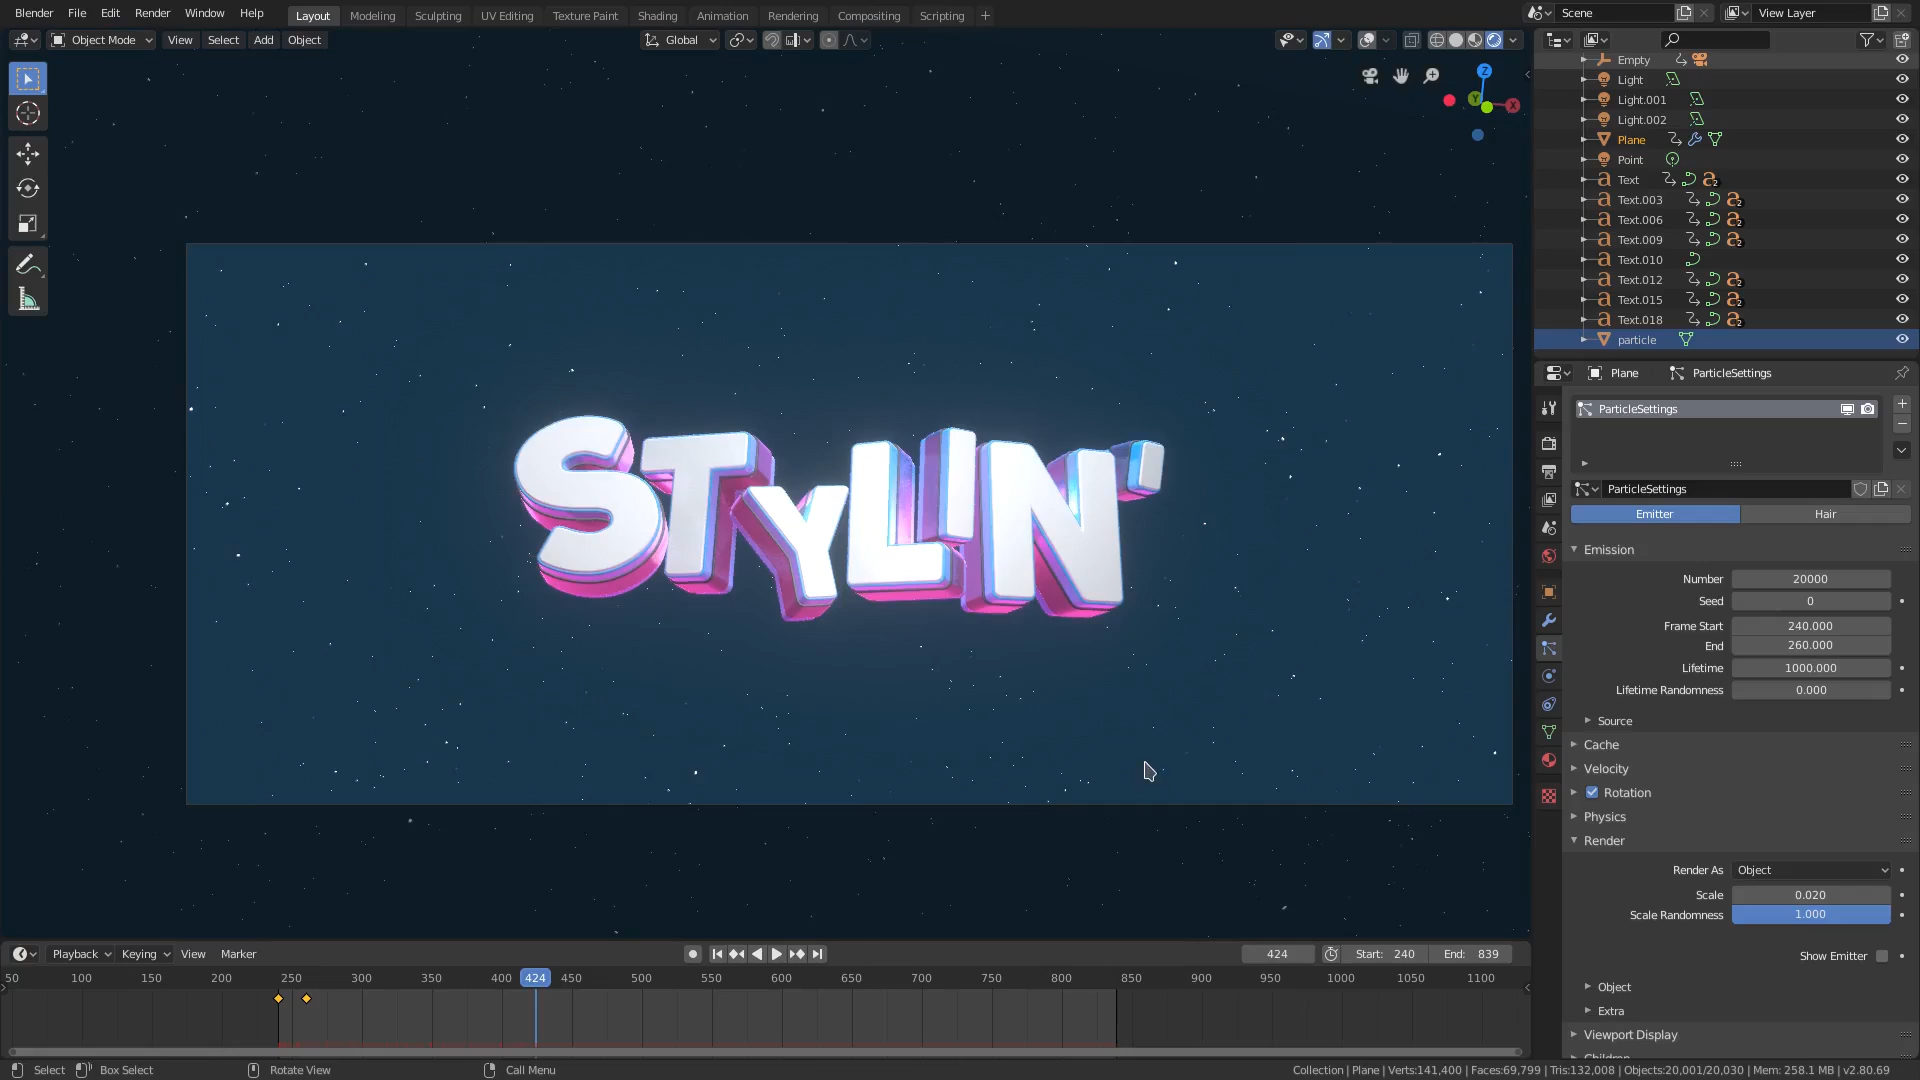 Blender File Edit Render Window Help Layout Modeling Sculpting UV Editing Texture Paint Shading Animation Rendering Compositing Scripting + Scene View Layer
Object Mode View Select Add Object Global
Z
Y
X
STYLIN'
Empty
Light
Light.001
Light.002
Plane
Point
Text
Text.003
Text.006
Text.009
Text.010
Text.012
Text.015
Text.018
particle
Plane ParticleSettings
ParticleSettings
ParticleSettings
Emitter Hair
Emission
Number 20000
Seed 0
Frame Start 240.000
End 260.000
Lifetime 1000.000
Lifetime Randomness 0.000
Source
Cache
Velocity
Rotation
Physics
Render
Render As Object
Scale 0.020
Scale Randomness 1.000
Show Emitter
Object
Extra
Viewport Display
Playback Keying View Marker 424 Start: 240 End: 839
50 100 150 200 250 300 350 400 424 450 500 550 600 650 700 750 800 850 900 950 1000 1050 1100
Select Box Select Rotate View Call Menu Collection | Plane | Verts:141,400 | Faces:69,799 | Tris:132,008 | Objects:20,001/20,030 | Mem: 258.1 MB | v2.80.69